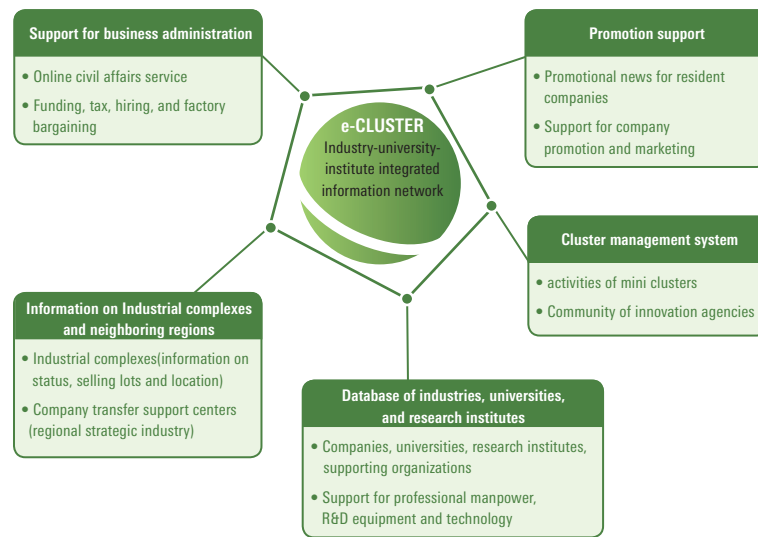 Support for business administration
• Online civil affairs service
• Funding, tax, hiring, and factory
bargaining
Promotion support
• Promotional news for resident
companies
• Support for company
promotion and marketing
e-CLUSTER
Industry-university-
institute integrated
information network
Cluster management system
• activities of mini clusters
• Community of innovation agencies
Information on Industrial complexes
and neighboring regions
• Industrial complexes(information on
status, selling lots and location)
• Company transfer support centers
(regional strategic industry)
Database of industries, universities,
and research institutes
• Companies, universities, research institutes,
supporting organizations
• Support for professional manpower,
R&D equipment and technology